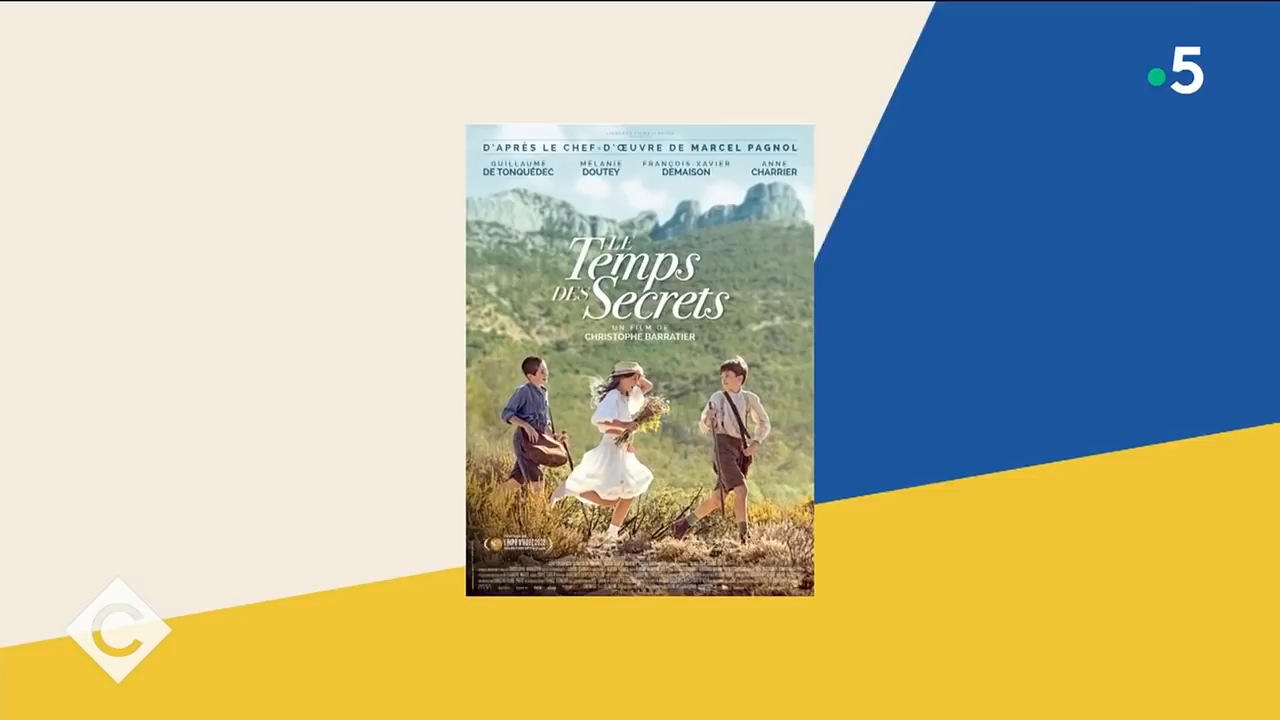 5
D'APRÈS LE CHEF-D'ŒUVRE DE MARCEL PAGNOL
GUILLAUME DE TONQUÉDEC
MÉLANIE DOUTEY
FRANÇOIS-XAVIER DEMAISON
ANNE CHARRIER
LE
Temps
DES Secrets
UN FILM DE
CHRISTOPHE BARRATIER
C